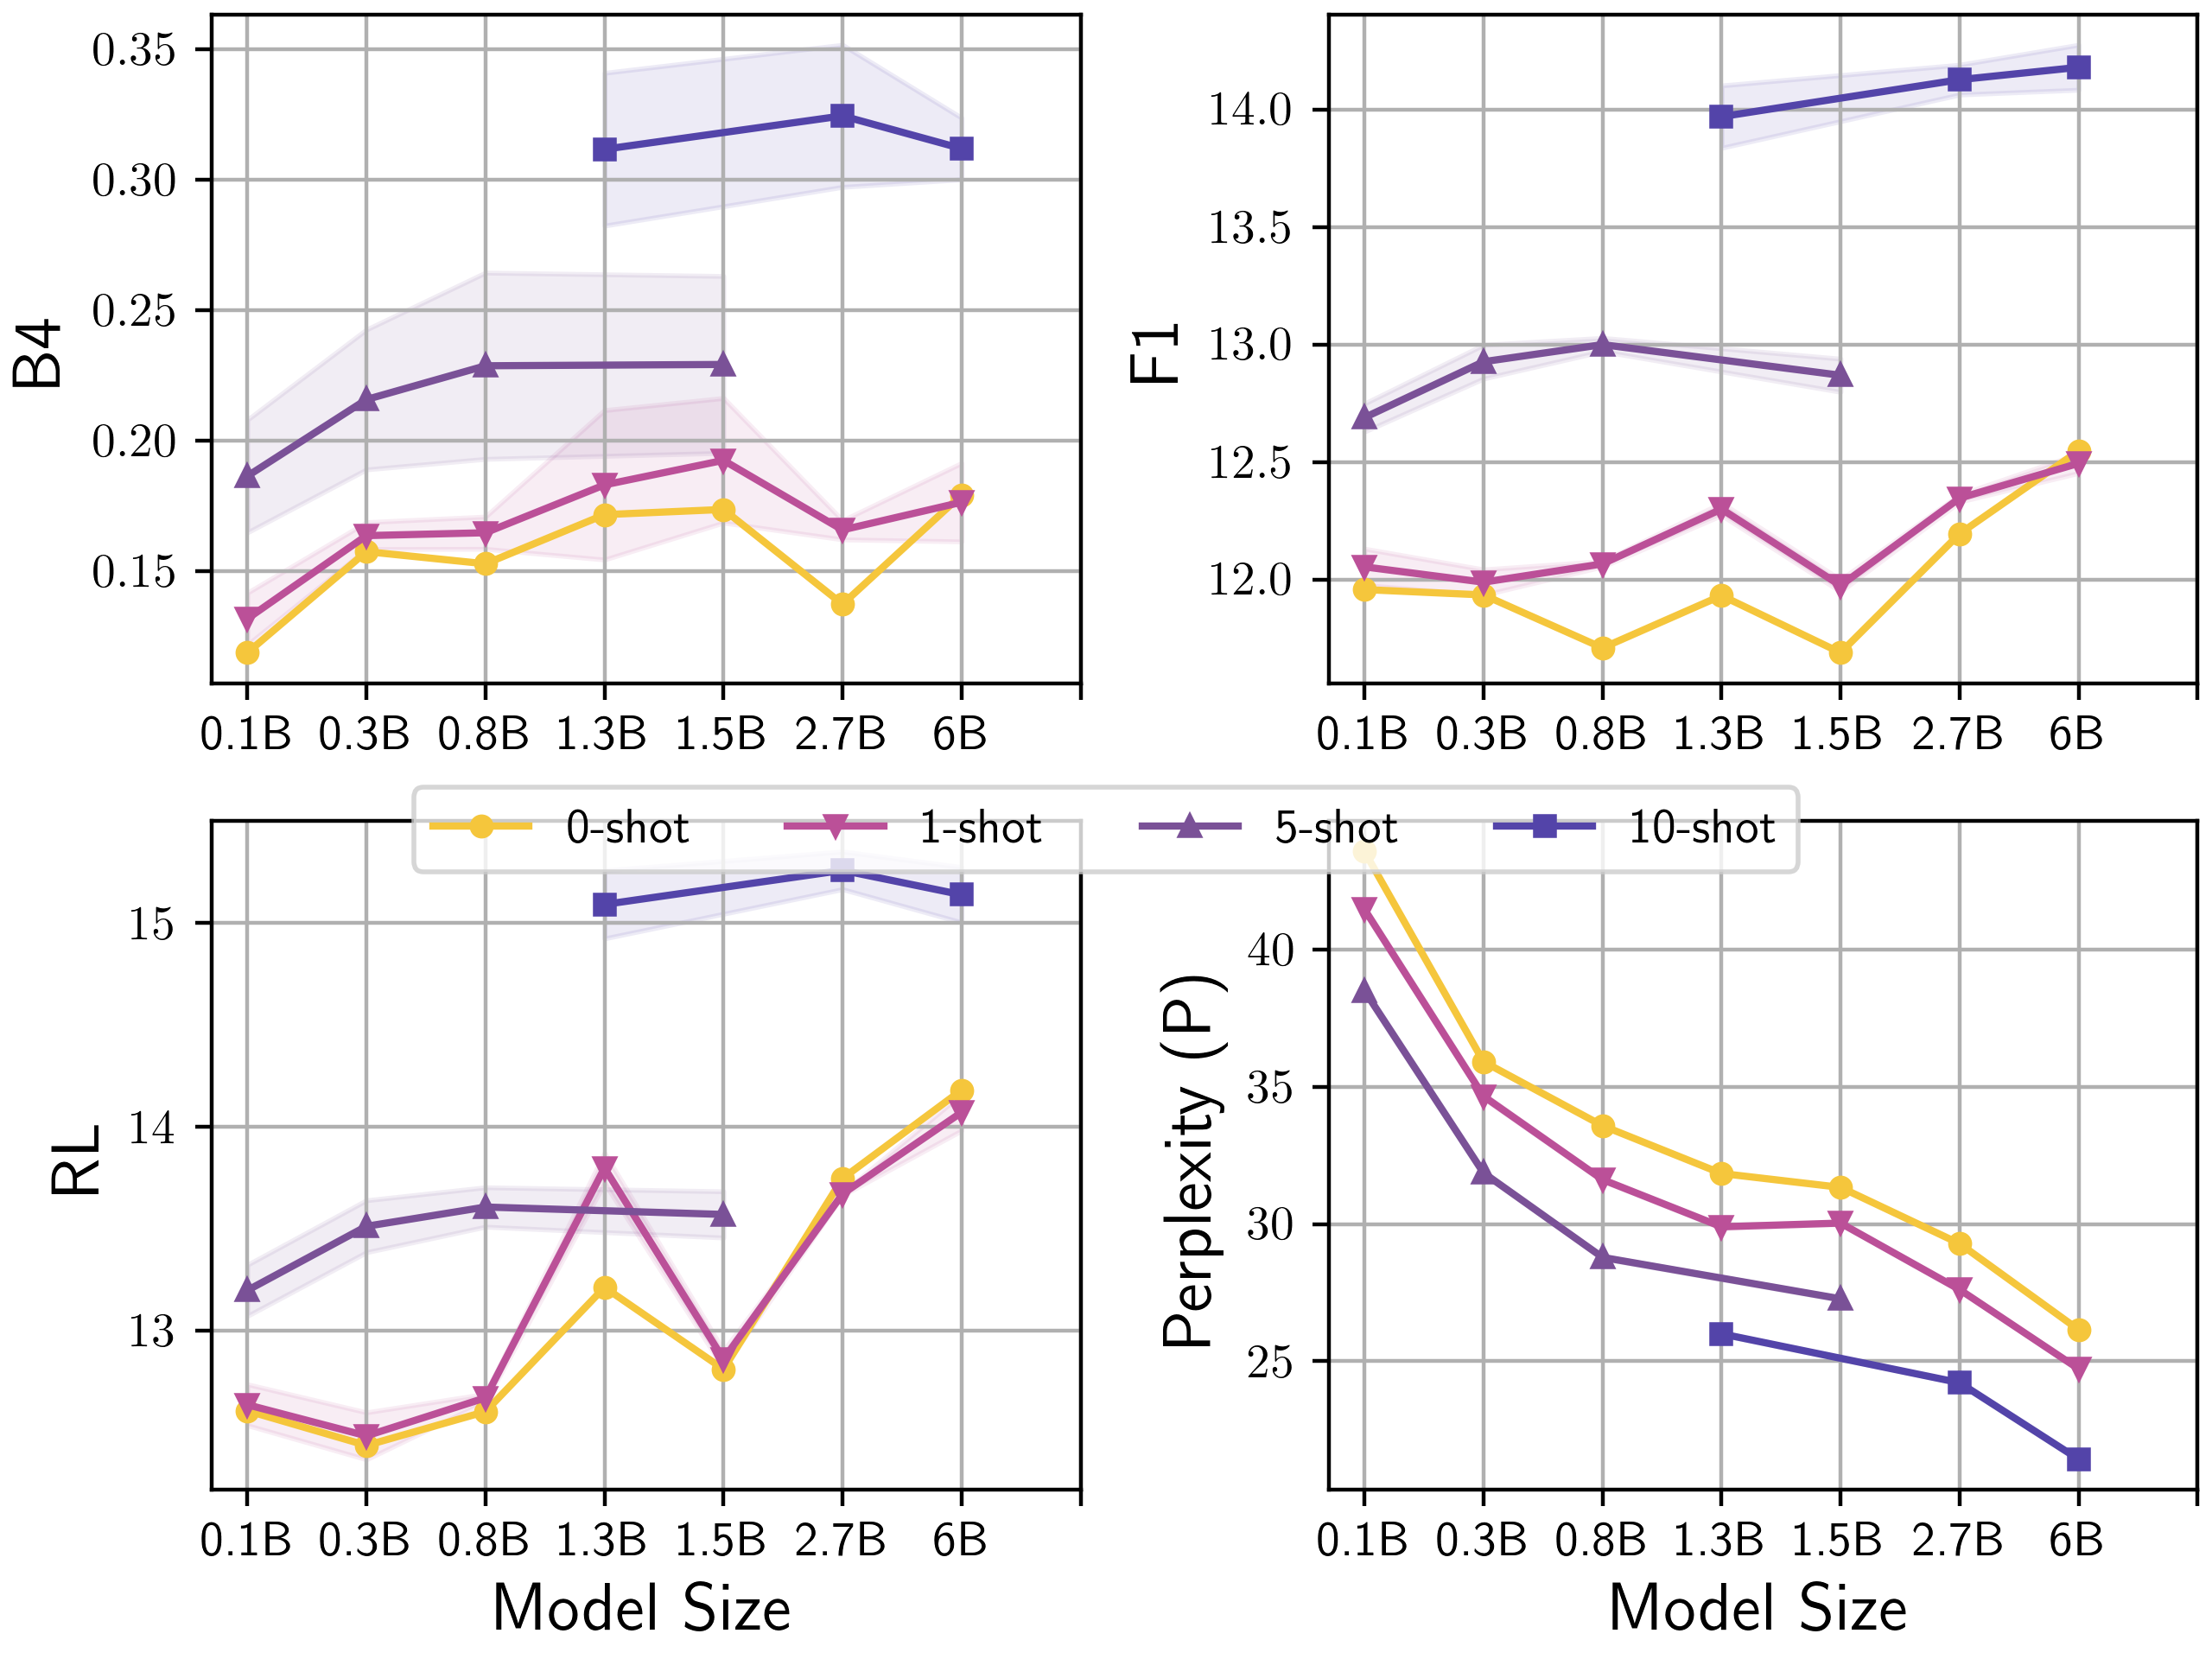 B4
0.35
0.30
0.25
0.20
0.15
0.1B 0.3B 0.8B 1.3B 1.5B 2.7B 6B
F1
14.0
13.5
13.0
12.5
12.0
0.1B 0.3B 0.8B 1.3B 1.5B 2.7B 6B
0-shot 1-shot 5-shot 10-shot
RL
15
14
13
0.1B 0.3B 0.8B 1.3B 1.5B 2.7B 6B
Model Size
Perplexity (P)
40
35
30
25
0.1B 0.3B 0.8B 1.3B 1.5B 2.7B 6B
Model Size